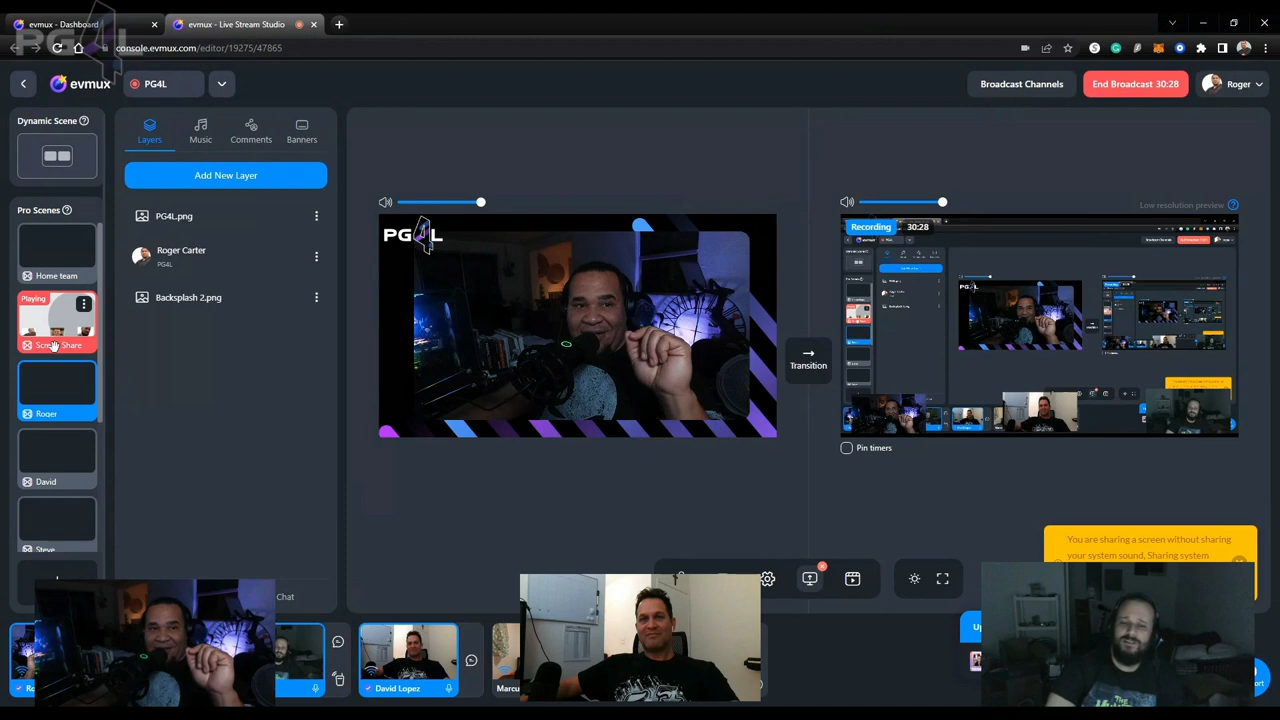 evmux - Dashboard
evmux - Live Stream Studio
PG4L
console.evmux.com/editor/19275/47865
evmux
PG4L
Broadcast Channels
End Broadcast 30:28
Roger
Dynamic Scene
Layers
Music
Comments
Banners
Add New Layer
Pro Scenes
Home team
Playing
Screen Share
Roger
David
Steve
PG4L.png
Roger Carter
PG4L
Backsplash 2.png
PG4L
Transition
Low resolution preview
Recording
30:28
Pin timers
You are sharing a screen without sharing
your system sound, Sharing system
Chat
David Lopez